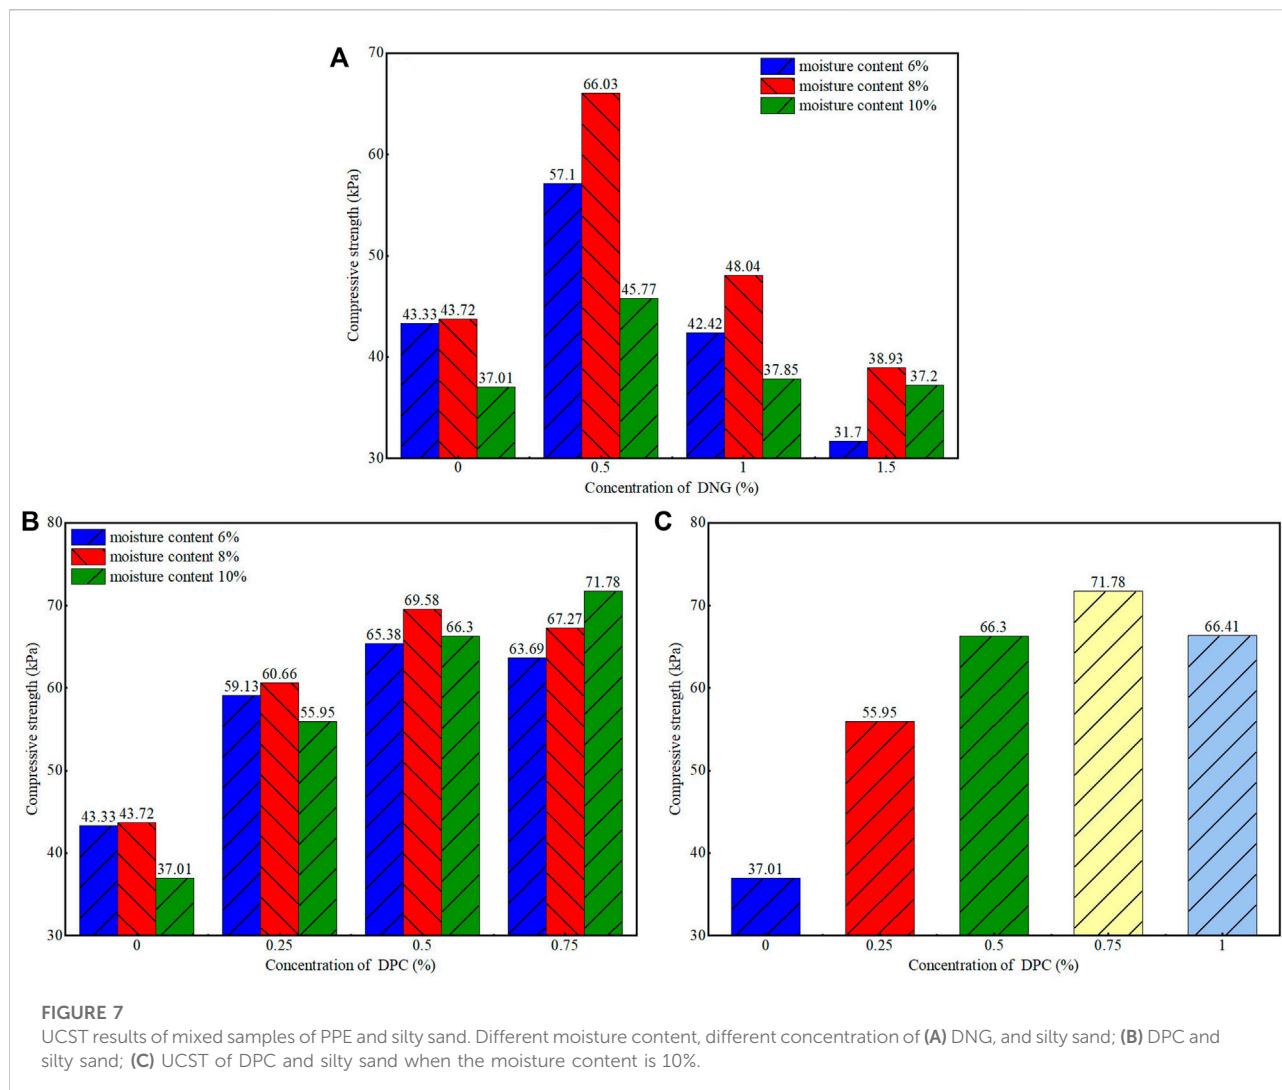 A
70
60
50
40
30
Compressive strength (kPa)
moisture content 6%
moisture content 8%
moisture content 10%
43.33 43.72 37.01
57.1 66.03 45.77
42.42 48.04 37.85
31.7 38.93 37.2
0 0.5 1 1.5
Concentration of DNG (%)
B
80
70
60
50
40
30
Compressive strength (kPa)
moisture content 6%
moisture content 8%
moisture content 10%
43.33 43.72 37.01
59.13 60.66 55.95
65.38 69.58 66.3
63.69 67.27 71.78
0 0.25 0.5 0.75
Concentration of DPC (%)
C
80
70
60
50
40
30
Compressive strength (kPa)
37.01 55.95 66.3 71.78 66.41
0 0.25 0.5 0.75 1
Concentration of DPC (%)
FIGURE 7
UCST results of mixed samples of PPE and silty sand. Different moisture content, different concentration of (A) DNG, and silty sand; (B) DPC and
silty sand; (C) UCST of DPC and silty sand when the moisture content is 10%.